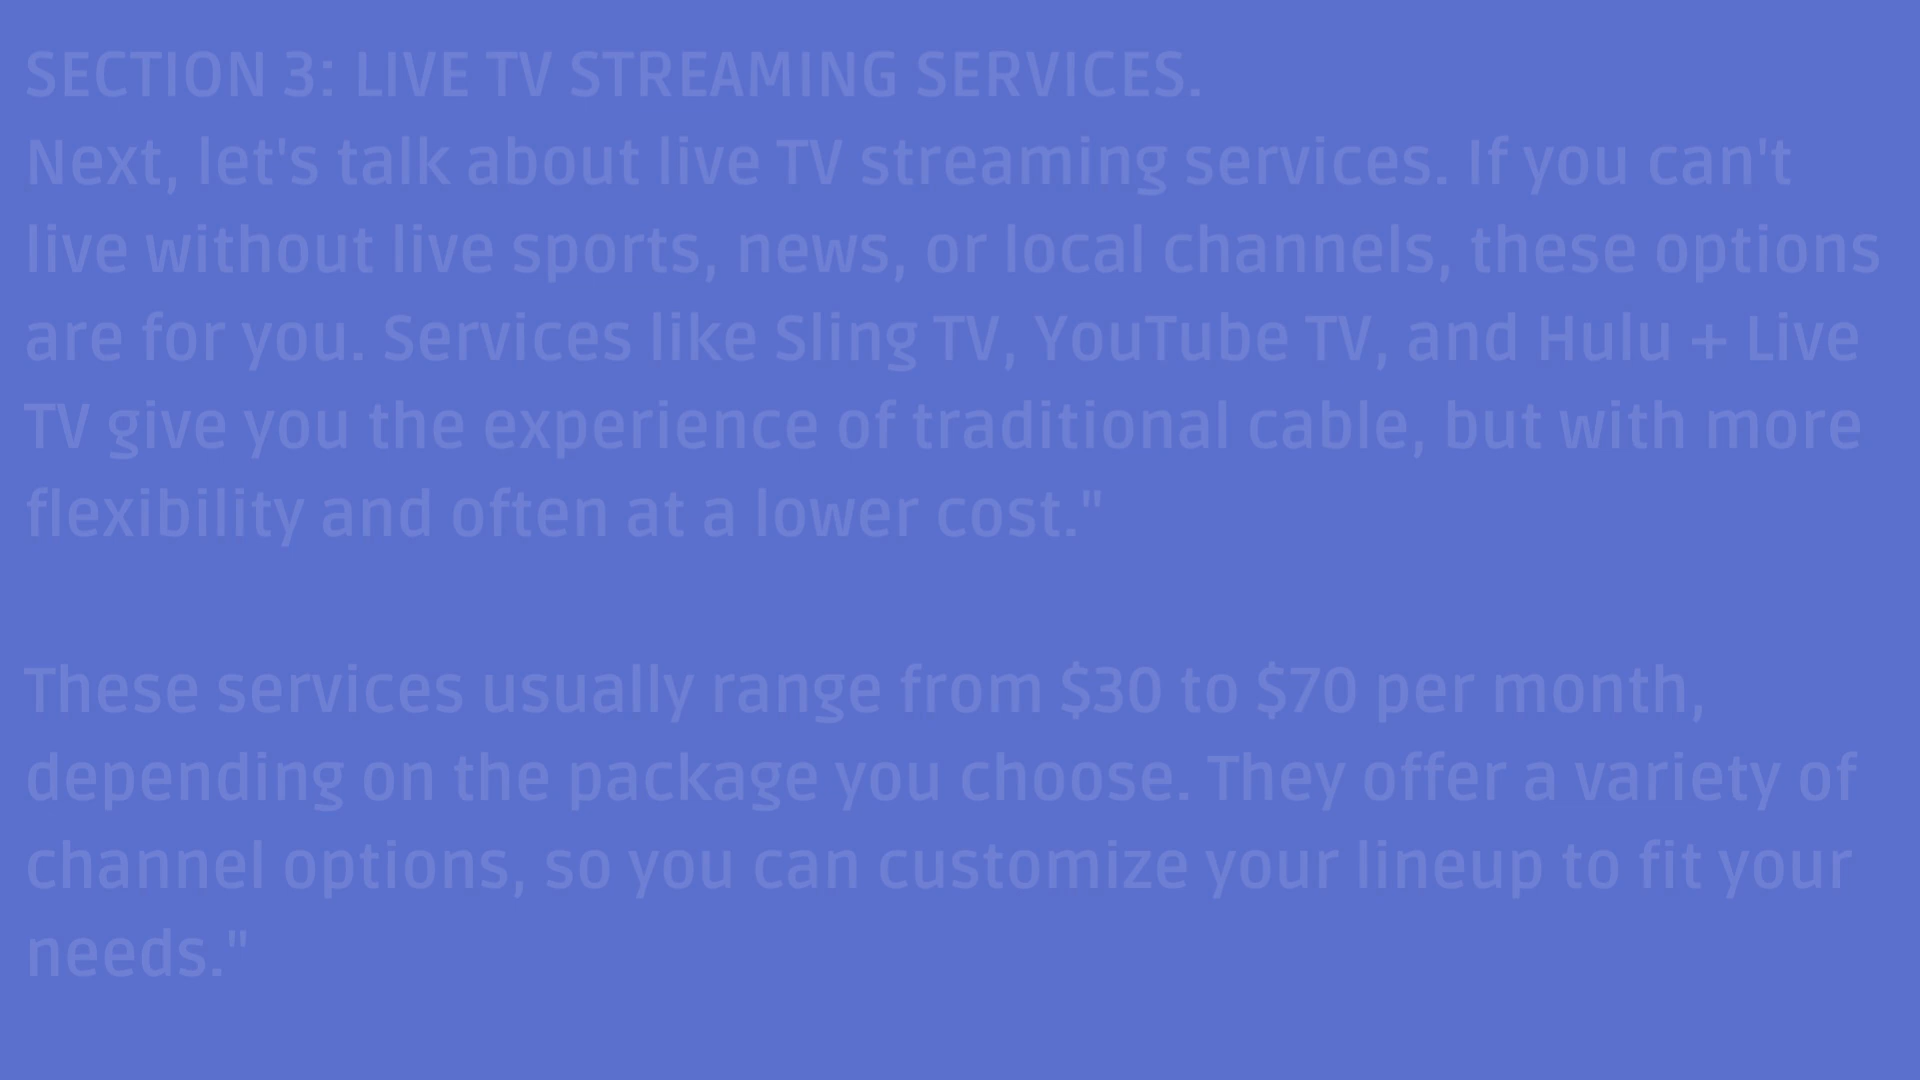 SECTION 3: LIVE TV STREAMING SERVICES.
Next, let's talk about live TV streaming services. If you can't
live without live sports, news, or local channels, these options
are for you. Services like Sling TV, YouTube TV, and Hulu + Live
TV give you the experience of traditional cable, but with more
flexibility and often at a lower cost."
These services usually range from $30 to $70 per month,
depending on the package you choose. They offer a variety of
channel options, so you can customize your lineup to fit your
needs."